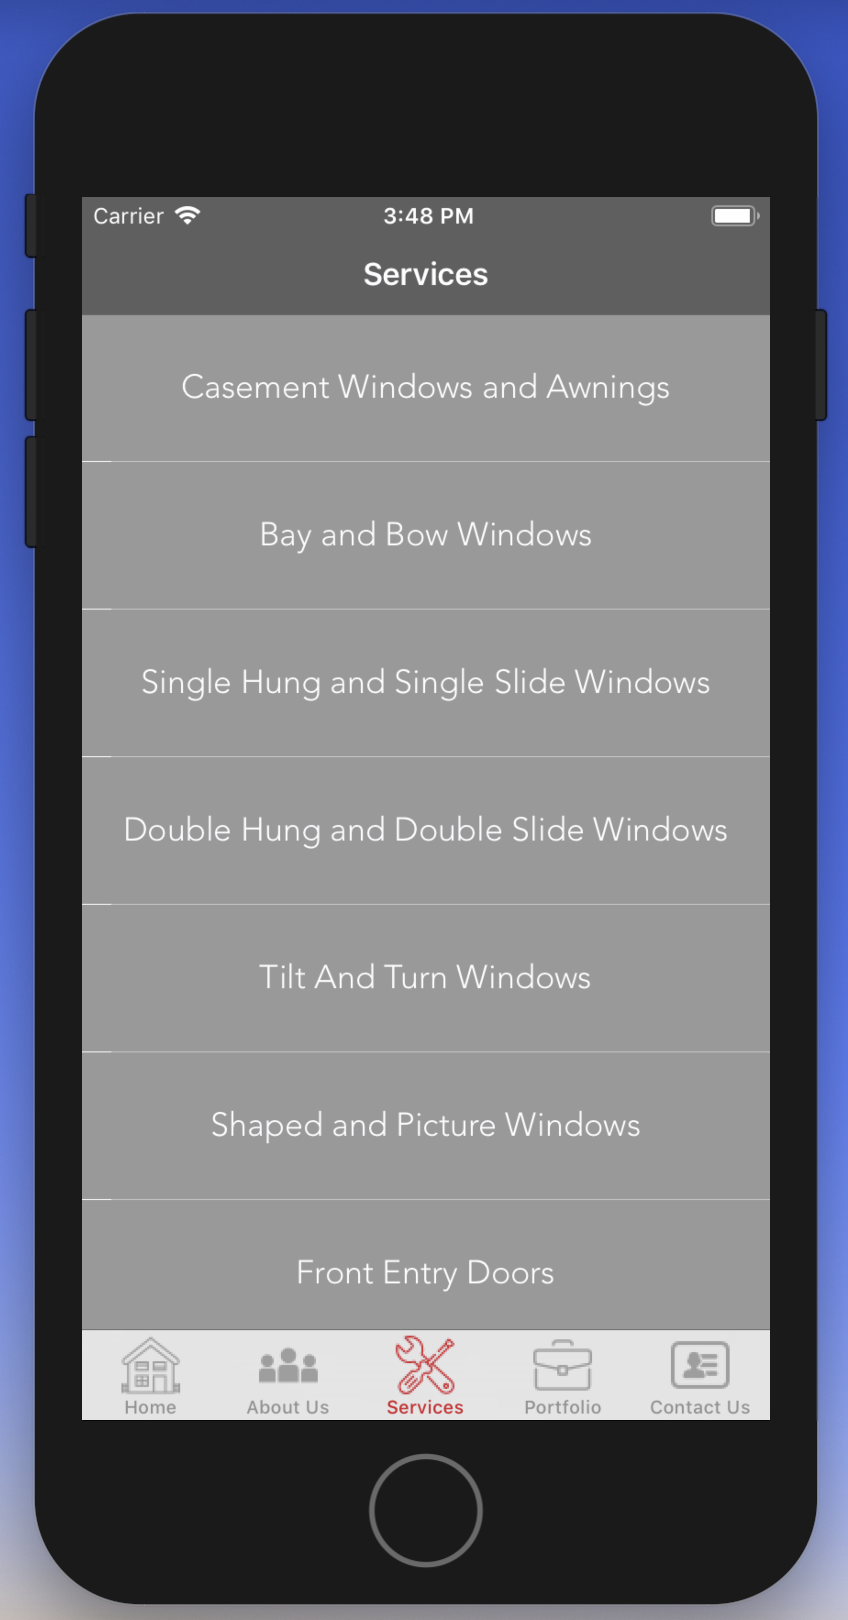 Carrier 3:48 PM
Services
Casement Windows and Awnings
Bay and Bow Windows
Single Hung and Single Slide Windows
Double Hung and Double Slide Windows
Tilt And Turn Windows
Shaped and Picture Windows
Front Entry Doors
Home About Us Services Portfolio Contact Us